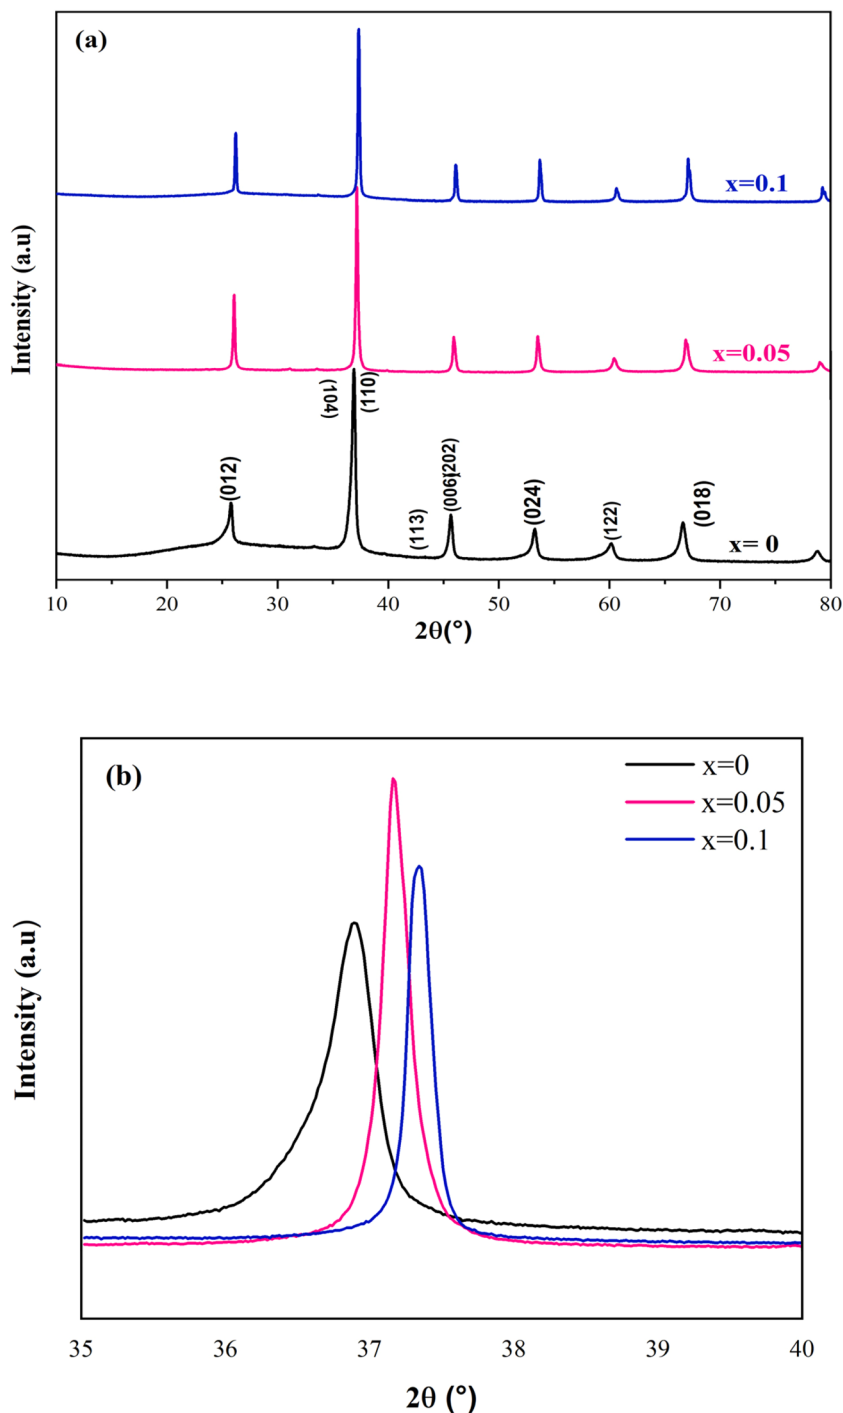 (a)
x=0.1
x=0.05
(104)
(110)
(012)
(113)
(006)(202)
(024)
(122)
(018)
x= 0
Intensity (a.u)
10 20 30 40 50 60 70 80
2θ(°)
(b)
x=0
x=0.05
x=0.1
Intensity (a.u)
35 36 37 38 39 40
2θ (°)